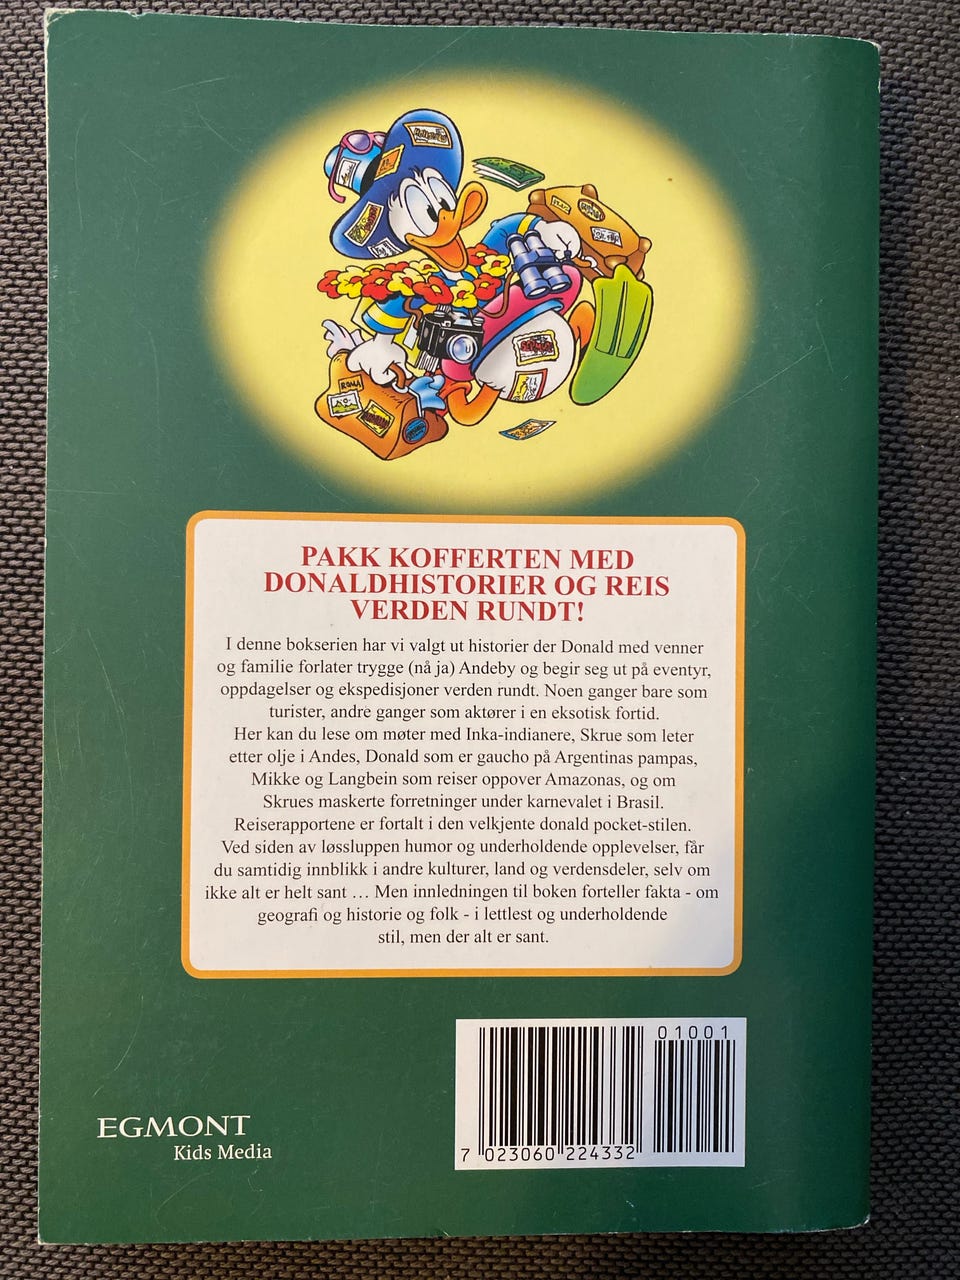 ROMA
PAKK KOFFERTEN MED
DONALDHISTORIER OG REIS
VERDEN RUNDT!
I denne bokserien har vi valgt ut historier der Donald med venner
og familie forlater trygge (nå ja) Andeby og begir seg ut på eventyr,
oppdagelser og ekspedisjoner verden rundt. Noen ganger bare som
turister, andre ganger som aktører i en eksotisk fortid.
Her kan du lese om møter med Inka-indianere, Skrue som leter
etter olje i Andes, Donald som er gaucho på Argentinas pampas,
Mikke og Langbein som reiser oppover Amazonas, og om
Skrues maskerte forretninger under karnevalet i Brasil.
Reiserapportene er fortalt i den velkjente donald pocket-stilen.
Ved siden av løssluppen humor og underholdende opplevelser, får
du samtidig innblikk i andre kulturer, land og verdensdeler, selv om
ikke alt er helt sant … Men innledningen til boken forteller fakta - om
geografi og historie og folk - i lettlest og underholdende
stil, men der alt er sant.
01001
7 023060 224332
EGMONT
Kids Media